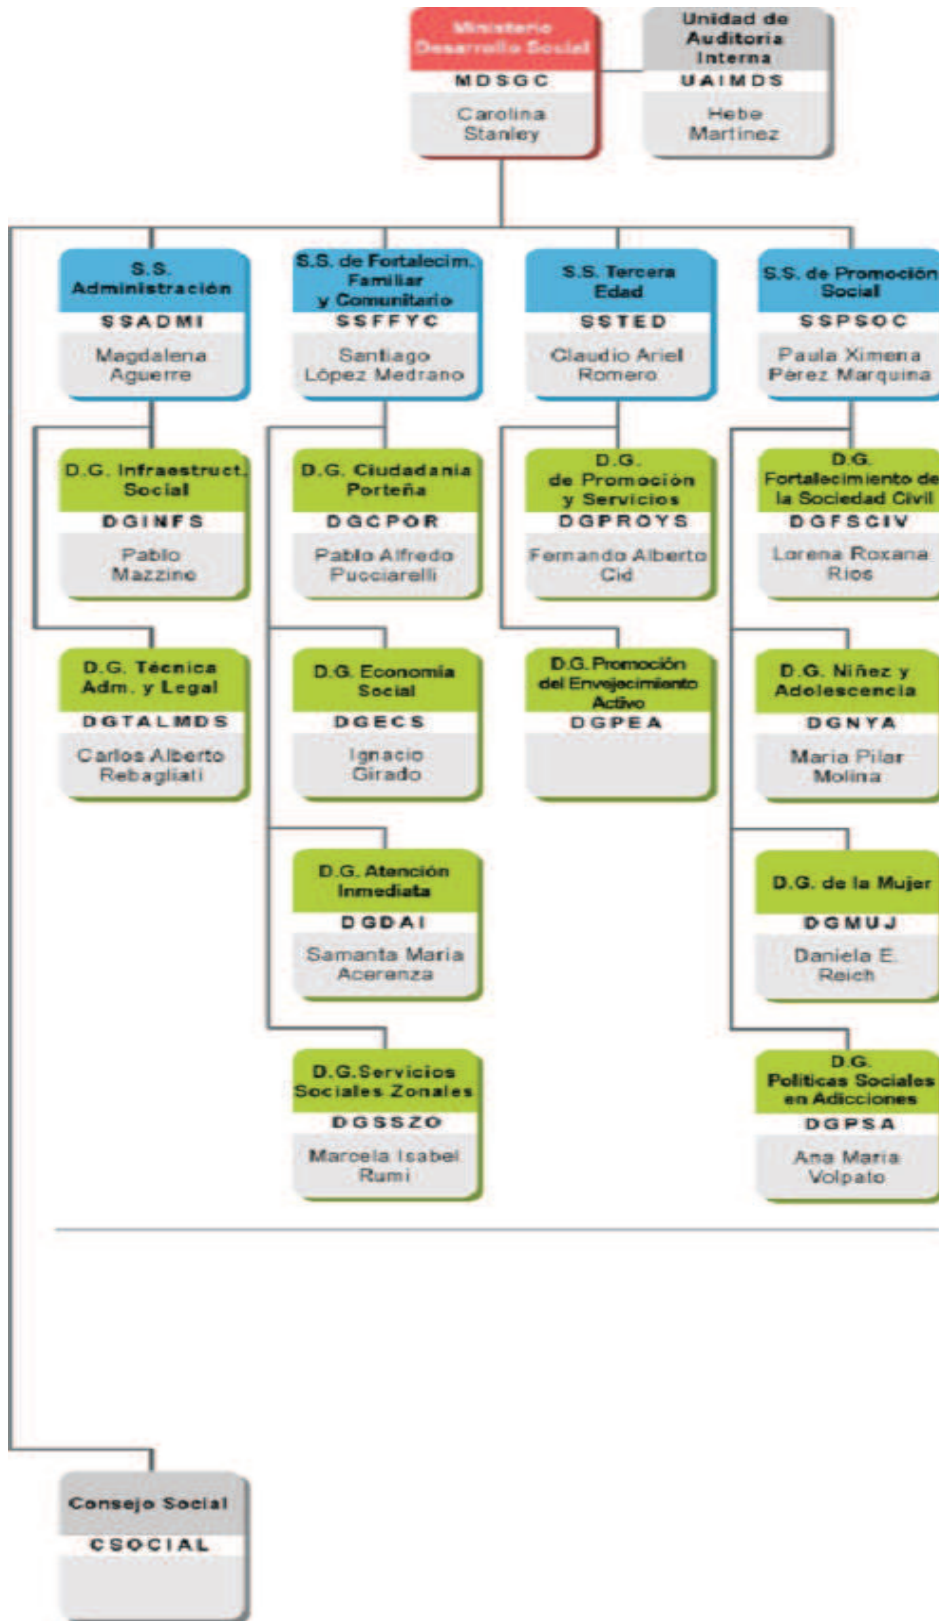 Ministerio
Desarrollo Social
MDSGC
Carolina
Stanley
Unidad de
Auditoria
Interna
UAIMDS
Hebe
Martinez
S.S.
Administración
SSADMI
Magdalena
Aguerre
S.S. de Fortalecim.
Familiar
y Comunitario
SSFFYC
Santiago
López Medrano
S.S. Tercera
Edad
SSTED
Claudio Ariel
Romero
S.S. de Promoción
Social
SSPSOC
Paula Ximena
Pérez Marquina
D.G. Infraestruct.
Social
DGINFS
Pablo
Mazzino
D.G. Ciudadanía
Porteña
DGCPOR
Pablo Alfredo
Pucciarelli
D.G.
de Promoción
y Servicios
DGPROYS
Fernando Alberto
Cid
D.G.
Fortalecimiento de
la Sociedad Civil
DGFSCIV
Lorena Roxana
Rios
D.G. Técnica
Adm. y Legal
DGTALMDS
Carlos Alberto
Rebagliati
D.G. Economía
Social
DGECS
Ignacio
Girado
D.G. Promoción
del Envejecimiento
Activo
DGPEA
D.G. Niñez y
Adolescencia
DGNYA
Maria Pilar
Molina
D.G. Atención
Inmediata
DGDAI
Samanta Maria
Acerenza
D.G. de la Mujer
DGMUJ
Daniela E.
Reich
D.G.Servicios
Sociales Zonales
DGSSZO
Marcela Isabel
Rumi
D.G.
Políticas Sociales
en Adicciones
DGPSA
Ana Maria
Volpato
Consejo Social
CSOCIAL